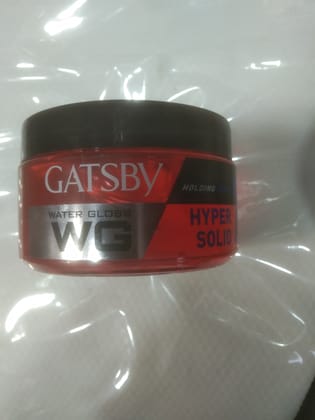 GATSBY
HOLDING
WATER GLOSS
WG
HYPER
SOLID